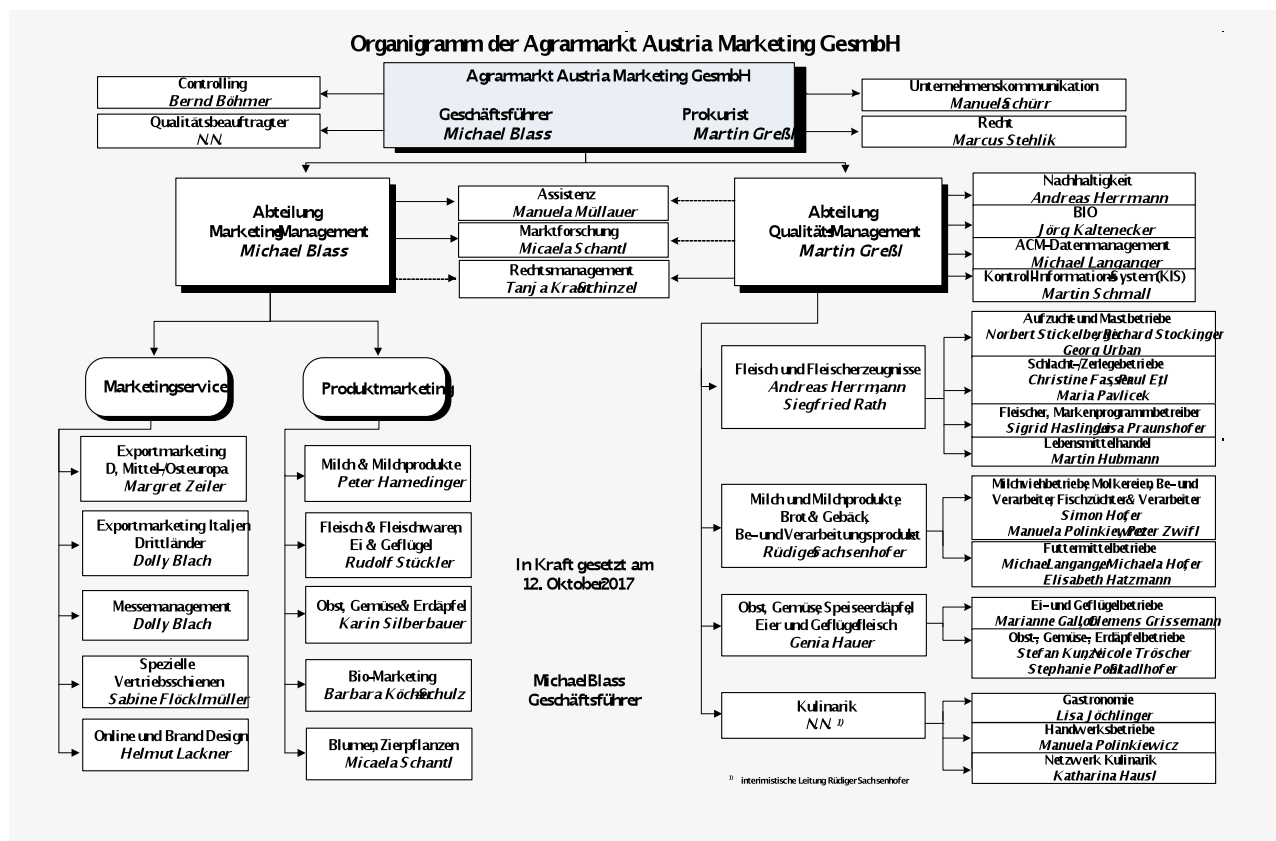 Organigramm der Agrarmarkt Austria Marketing GesmbH
Agrarmarkt Austria Marketing GesmbH
Geschäftsführer
Michael Blass
Prokurist
Martin Greßl
Controlling
Bernd Böhmer
Qualitätsbeauftragter
N.N.
Unternehmenskommunikation
Manuela Schürr
Recht
Marcus Stehlik
Abteilung
Marketing-Management
Michael Blass
Assistenz
Manuela Müllauer
Marktforschung
Micaela Schantl
Rechtsmanagement
Tanja Kraut-Schinzel
Abteilung
Qualitäts-Management
Martin Greßl
Nachhaltigkeit
Andreas Herrmann
BIO
Jörg Kaltenecker
ACM-Datenmanagement
Michael Langanger
Kontroll-Informations-System (KIS)
Martin Schmall
Marketingservice
Produktmarketing
Exportmarketing
D, Mittel-/Osteuropa
Margret Zeiler
Exportmarketing Italien,
Drittländer
Dolly Blach
Messemanagement
Dolly Blach
Spezielle
Vertriebsschienen
Sabine Flöcklmüller
Online und Brand Design
Helmut Lackner
Milch & Milchprodukte
Peter Hamedinger
Fleisch & Fleischwaren,
Ei & Geflügel
Rudolf Stückler
Obst, Gemüse & Erdäpfel
Karin Silberbauer
Bio-Marketing
Barbara Köcher-Schulz
Blumen, Zierpflanzen
Micaela Schantl
In Kraft gesetzt am
12. Oktober 2017
Michael Blass
Geschäftsführer
Fleisch und Fleischerzeugnisse
Andreas Herrmann
Siegfried Rath
Aufzucht- und Mastbetriebe
Norbert Stickelberger, Richard Stockinger,
Georg Urban
Schlacht-/Zerlegebetriebe
Christine Fasser, Paul Etl,
Maria Pavlicek
Fleischer, Markenprogrammbetreiber
Sigrid Haslinger, Lisa Praunshofer
Lebensmittelhandel
Martin Hubmann
Milch und Milchprodukte,
Brot & Gebäck,
Be- und Verarbeitungsprodukte
Rüdiger Sachsenhofer
Milchviehbetriebe, Molkereien, Be- und
Verarbeiter, Fischzüchter & Verarbeiter
Simon Hofer
Manuela Polinkiewicz, Peter Zwifl
Futtermittelbetriebe
Michael Langanger, Michaela Hofer,
Elisabeth Hatzmann
Obst, Gemüse, Speiseerdäpfel,
Eier und Geflügelfleisch
Genia Hauer
Ei- und Geflügelbetriebe
Marianne Gallob, Clemens Grissemann
Obst-, Gemüse-, Erdäpfelbetriebe
Stefan Kunze, Nicole Tröscher
Stephanie Stadlhofer
Kulinarik
N.N. 1)
Gastronomie
Lisa Jöchlinger
Handwerksbetriebe
Manuela Polinkiewicz
Netzwerk Kulinarik
Katharina Hausl
1) interimistische Leitung Rüdiger Sachsenhofer